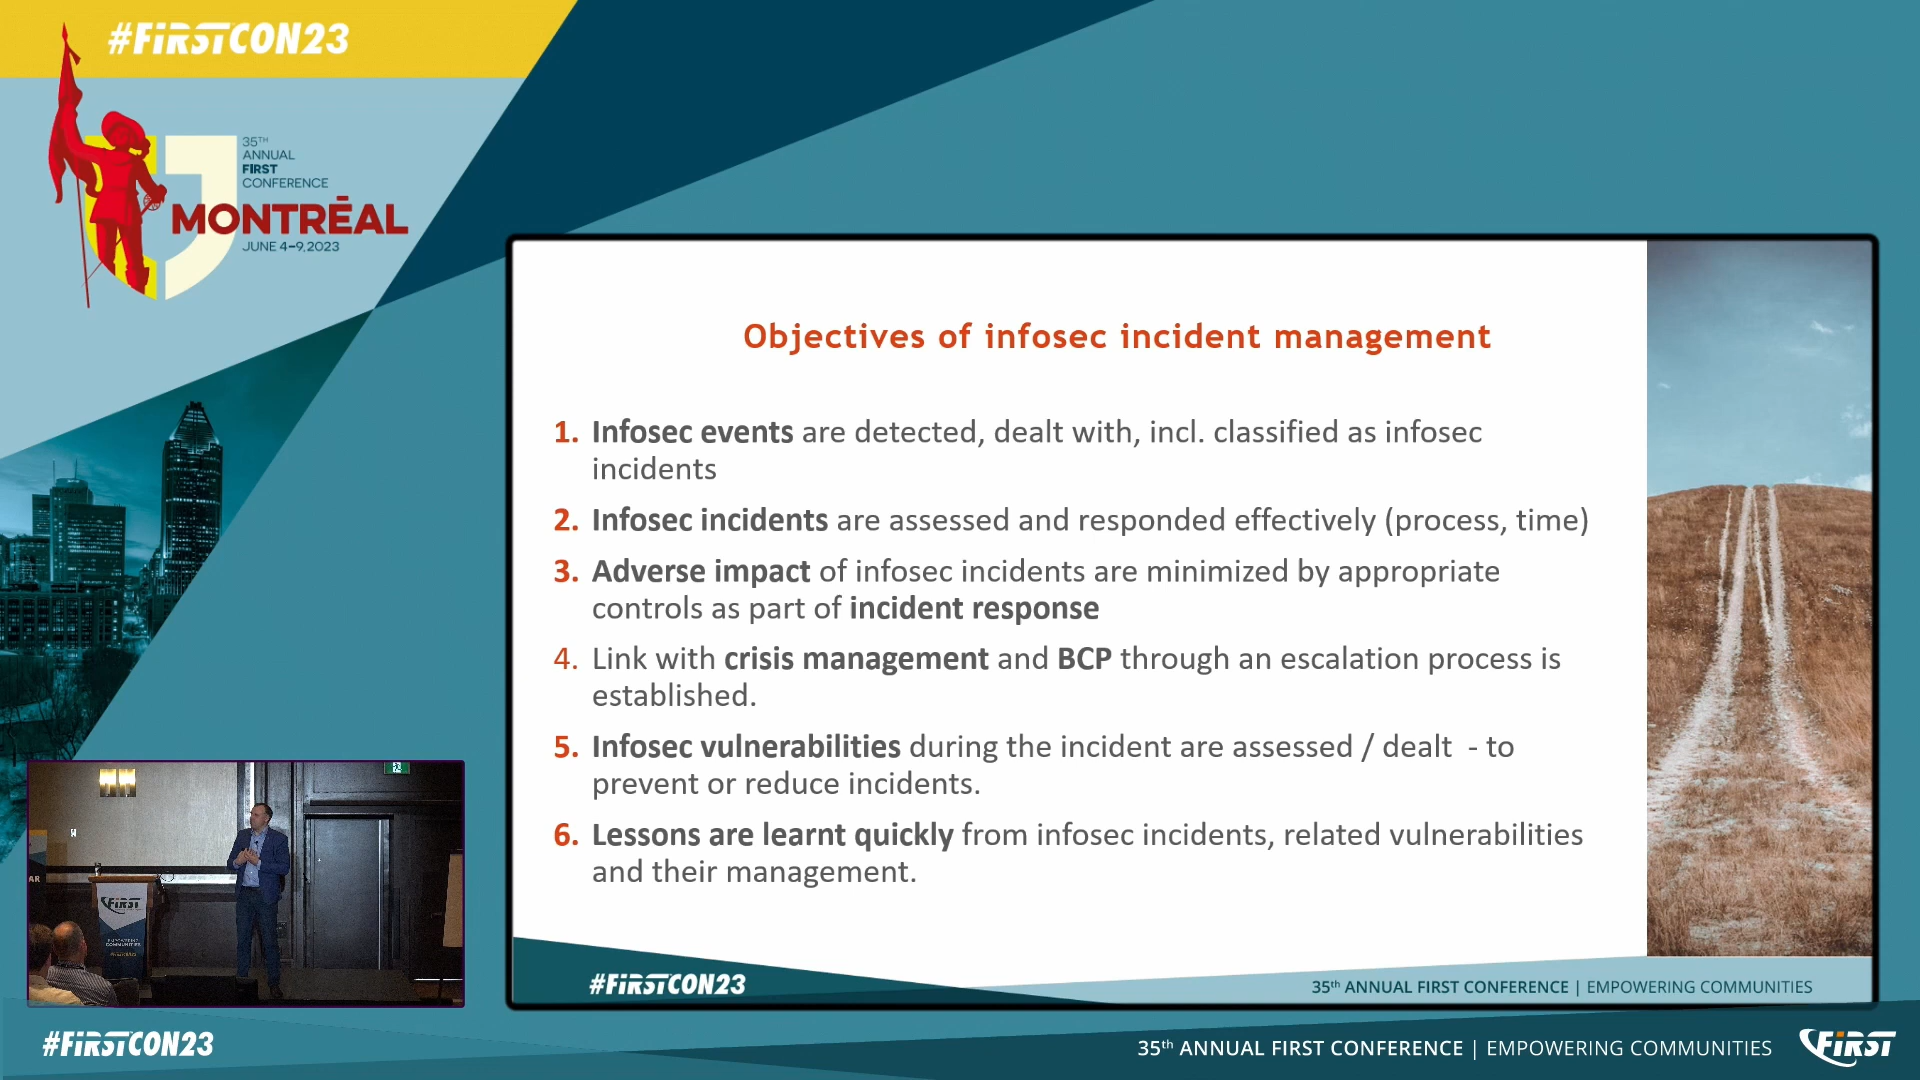 #FiRSTCON23
35TH
ANNUAL
FIRST
CONFERENCE
MONTRĒAL
JUNE 4–9, 2023
Objectives of infosec incident management
1. Infosec events are detected, dealt with, incl. classified as infosec
incidents
2. Infosec incidents are assessed and responded effectively (process, time)
3. Adverse impact of infosec incidents are minimized by appropriate
controls as part of incident response
4. Link with crisis management and BCP through an escalation process is
established.
5. Infosec vulnerabilities during the incident are assessed / dealt - to
prevent or reduce incidents.
6. Lessons are learnt quickly from infosec incidents, related vulnerabilities
and their management.
#FiRSTCON23
35th ANNUAL FIRST CONFERENCE | EMPOWERING COMMUNITIES
AR
FiRST
EMPOWERING
COMMUNITIES
#FiRSTCON23
35th ANNUAL FIRST CONFERENCE | EMPOWERING COMMUNITIES
FiRST